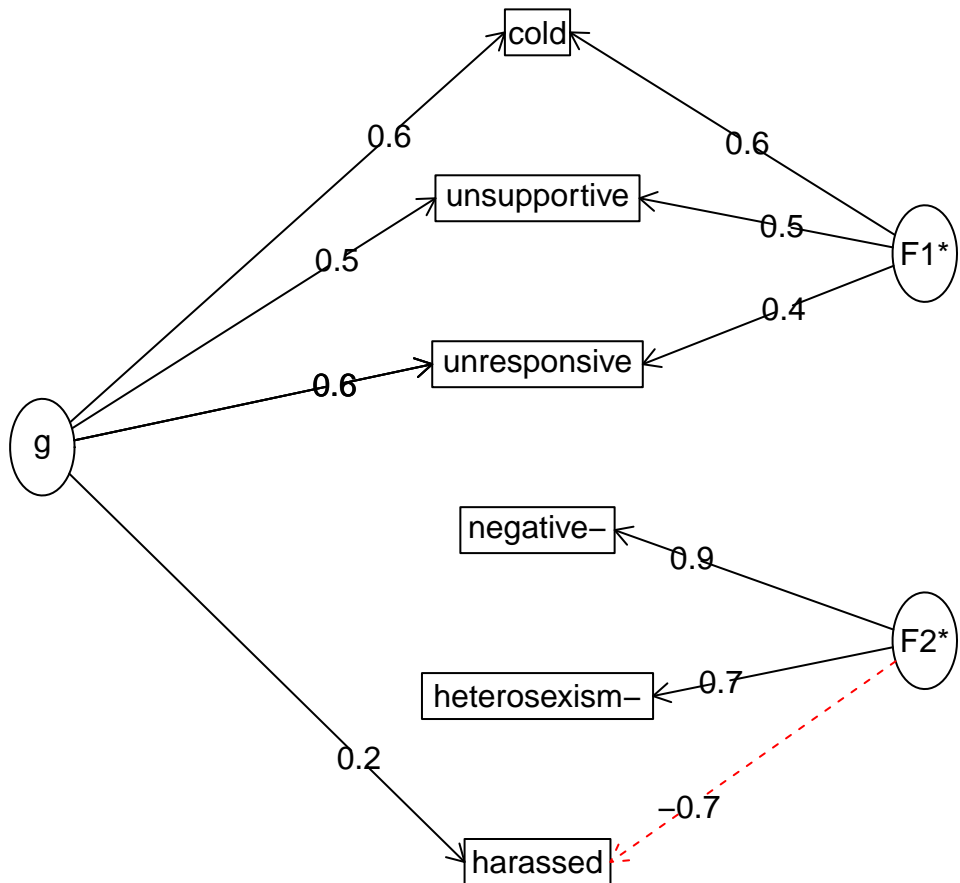 cold
0.6
0.6
unsupportive
0.5
0.5
F1*
0.4
unresponsive
0.6
g
negative–
0.9
F2*
heterosexism–
0.7
0.2
–0.7
harassed